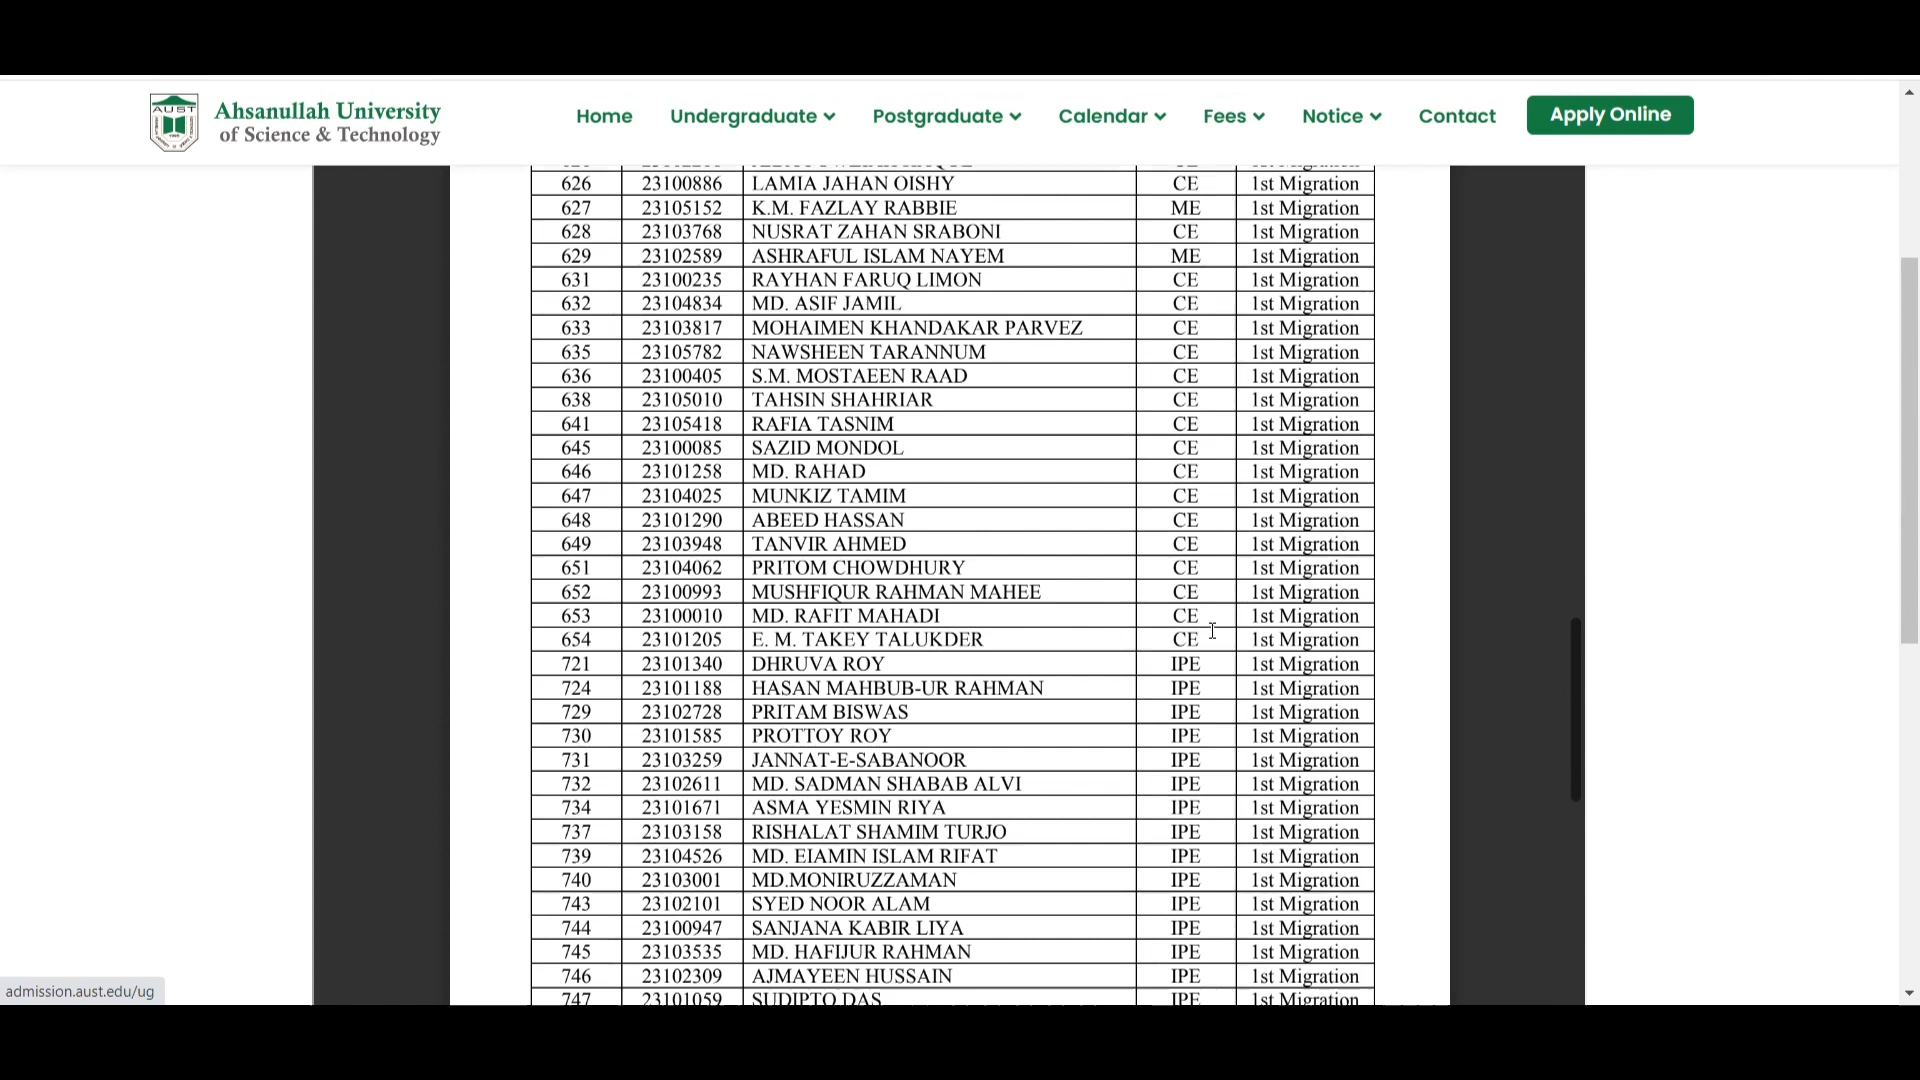 AUST
Ahsanullah University
of Science & Technology
Home Undergraduate Postgraduate Calendar Fees Notice Contact Apply Online
626 23100886 LAMIA JAHAN OISHY CE 1st Migration
627 23105152 K.M. FAZLAY RABBIE ME 1st Migration
628 23103768 NUSRAT ZAHAN SRABONI CE 1st Migration
629 23102589 ASHRAFUL ISLAM NAYEM ME 1st Migration
631 23100235 RAYHAN FARUQ LIMON CE 1st Migration
632 23104834 MD. ASIF JAMIL CE 1st Migration
633 23103817 MOHAIMEN KHANDAKAR PARVEZ CE 1st Migration
635 23105782 NAWSHEEN TARANNUM CE 1st Migration
636 23100405 S.M. MOSTAEEN RAAD CE 1st Migration
638 23105010 TAHSIN SHAHRIAR CE 1st Migration
641 23105418 RAFIA TASNIM CE 1st Migration
645 23100085 SAZID MONDOL CE 1st Migration
646 23101258 MD. RAHAD CE 1st Migration
647 23104025 MUNKIZ TAMIM CE 1st Migration
648 23101290 ABEED HASSAN CE 1st Migration
649 23103948 TANVIR AHMED CE 1st Migration
651 23104062 PRITOM CHOWDHURY CE 1st Migration
652 23100993 MUSHFIQUR RAHMAN MAHEE CE 1st Migration
653 23100010 MD. RAFIT MAHADI CE 1st Migration
654 23101205 E. M. TAKEY TALUKDER CE 1st Migration
721 23101340 DHRUVA ROY IPE 1st Migration
724 23101188 HASAN MAHBUB-UR RAHMAN IPE 1st Migration
729 23102728 PRITAM BISWAS IPE 1st Migration
730 23101585 PROTTOY ROY IPE 1st Migration
731 23103259 JANNAT-E-SABANOOR IPE 1st Migration
732 23102611 MD. SADMAN SHABAB ALVI IPE 1st Migration
734 23101671 ASMA YESMIN RIYA IPE 1st Migration
737 23103158 RISHALAT SHAMIM TURJO IPE 1st Migration
739 23104526 MD. EIAMIN ISLAM RIFAT IPE 1st Migration
740 23103001 MD.MONIRUZZAMAN IPE 1st Migration
743 23102101 SYED NOOR ALAM IPE 1st Migration
744 23100947 SANJANA KABIR LIYA IPE 1st Migration
745 23103535 MD. HAFIJUR RAHMAN IPE 1st Migration
746 23102309 AJMAYEEN HUSSAIN IPE 1st Migration
747 23101059 SUDIPTO DAS IPE 1st Migration
admission.aust.edu/ug